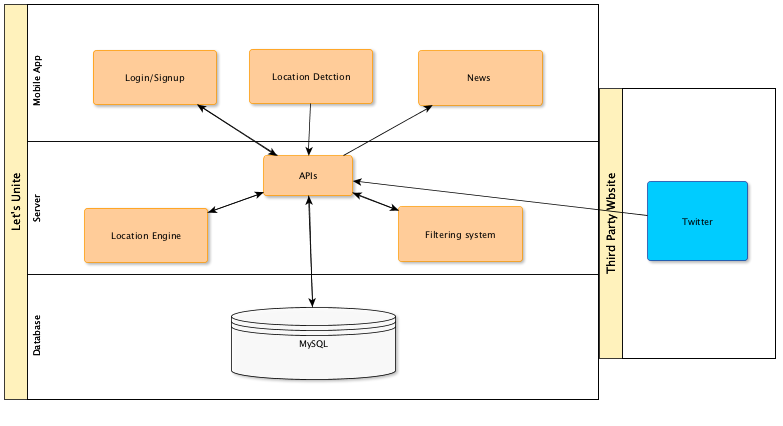 Let's Unite
Mobile App
Login/Signup
Location Detction
News
Server
APIs
Location Engine
Filtering system
Database
MySQL
Third Party Wbsite
Twitter